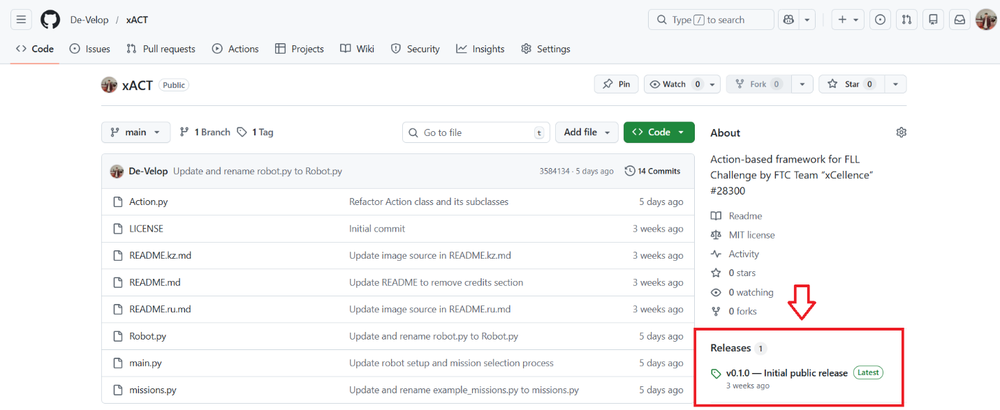 De-Velop / xACT
Type / to search
Code Issues Pull requests Actions Projects Wiki Security Insights Settings
xACT Public
Pin Watch 0 Fork 0 Star 0
main 1 Branch 1 Tag
Go to file t Add file Code
De-Velop Update and rename robot.py to Robot.py 3584134 · 5 days ago 14 Commits
Action.py Refactor Action class and its subclasses 5 days ago
LICENSE Initial commit 3 weeks ago
README.kz.md Update image source in README.kz.md 3 weeks ago
README.md Update README to remove credits section 3 weeks ago
README.ru.md Update image source in README.ru.md 3 weeks ago
Robot.py Update and rename robot.py to Robot.py 5 days ago
main.py Update robot setup and mission selection process 5 days ago
missions.py Update and rename example_missions.py to missions.py 5 days ago
About
Action-based framework for FLL
Challenge by FTC Team “xCellence”
#28300
Readme
MIT license
Activity
0 stars
0 watching
0 forks
Releases 1
v0.1.0 — Initial public release Latest
3 weeks ago